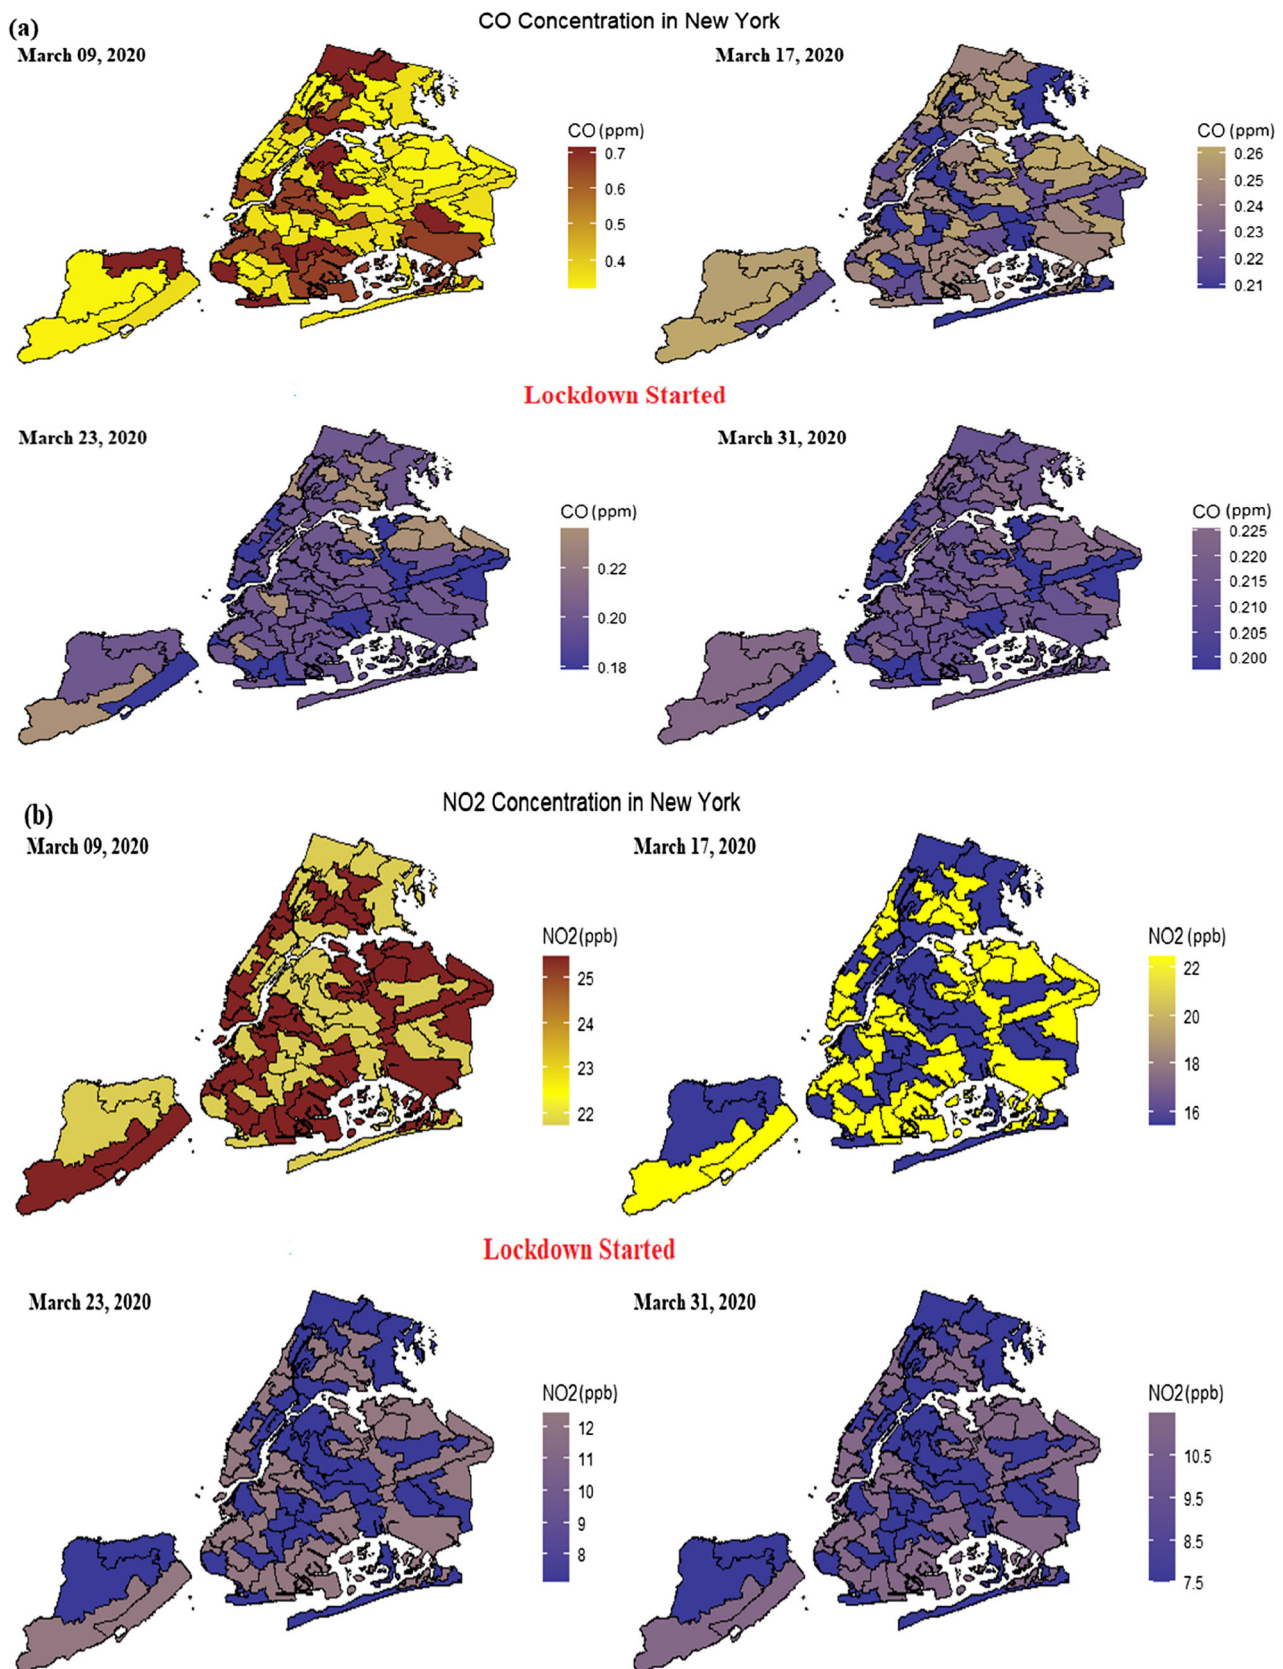 (a)
CO Concentration in New York
March 09, 2020
March 17, 2020
CO (ppm)
0.7
0.6
0.5
0.4
CO (ppm)
0.26
0.25
0.24
0.23
0.22
0.21
Lockdown Started
March 23, 2020
March 31, 2020
CO (ppm)
0.22
0.20
0.18
CO (ppm)
0.225
0.220
0.215
0.210
0.205
0.200
(b)
NO2 Concentration in New York
March 09, 2020
March 17, 2020
NO2 (ppb)
25
24
23
22
NO2 (ppb)
22
20
18
16
Lockdown Started
March 23, 2020
March 31, 2020
NO2 (ppb)
12
11
10
9
8
NO2 (ppb)
10.5
9.5
8.5
7.5